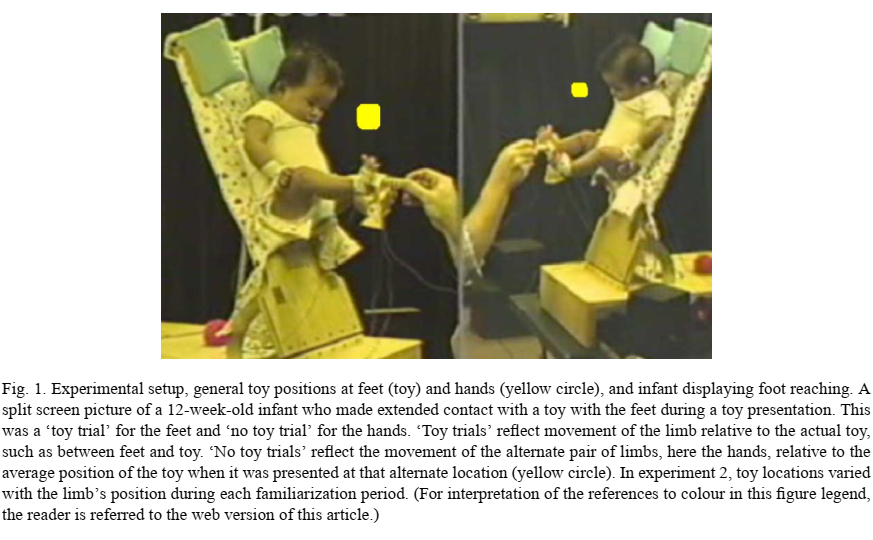 Fig. 1. Experimental setup, general toy positions at feet (toy) and hands (yellow circle), and infant displaying foot reaching. A
split screen picture of a 12-week-old infant who made extended contact with a toy with the feet during a toy presentation. This
was a ‘toy trial’ for the feet and ‘no toy trial’ for the hands. ‘Toy trials’ reflect movement of the limb relative to the actual toy,
such as between feet and toy. ‘No toy trials’ reflect the movement of the alternate pair of limbs, here the hands, relative to the
average position of the toy when it was presented at that alternate location (yellow circle). In experiment 2, toy locations varied
with the limb’s position during each familiarization period. (For interpretation of the references to colour in this figure legend,
the reader is referred to the web version of this article.)